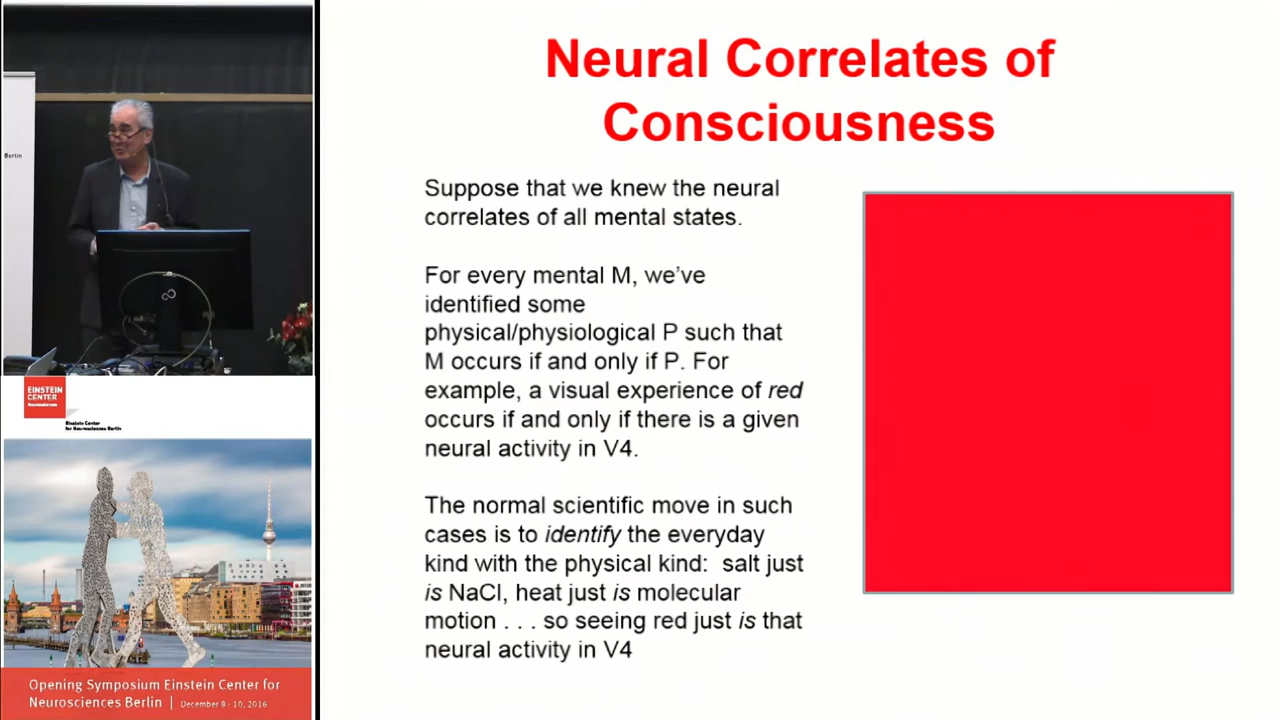 Neural Correlates of
Consciousness
Suppose that we knew the neural
correlates of all mental states.
For every mental M, we've
identified some
physical/physiological P such that
M occurs if and only if P. For
example, a visual experience of red
occurs if and only if there is a given
neural activity in V4.
The normal scientific move in such
cases is to identify the everyday
kind with the physical kind:  salt just
is NaCl, heat just is molecular
motion . . . so seeing red just is that
neural activity in V4
Berlin
EINSTEIN
CENTER
Neurosciences
Einstein Center
for Neurosciences Berlin
Opening Symposium Einstein Center for
Neurosciences Berlin | December 8 - 10, 2016